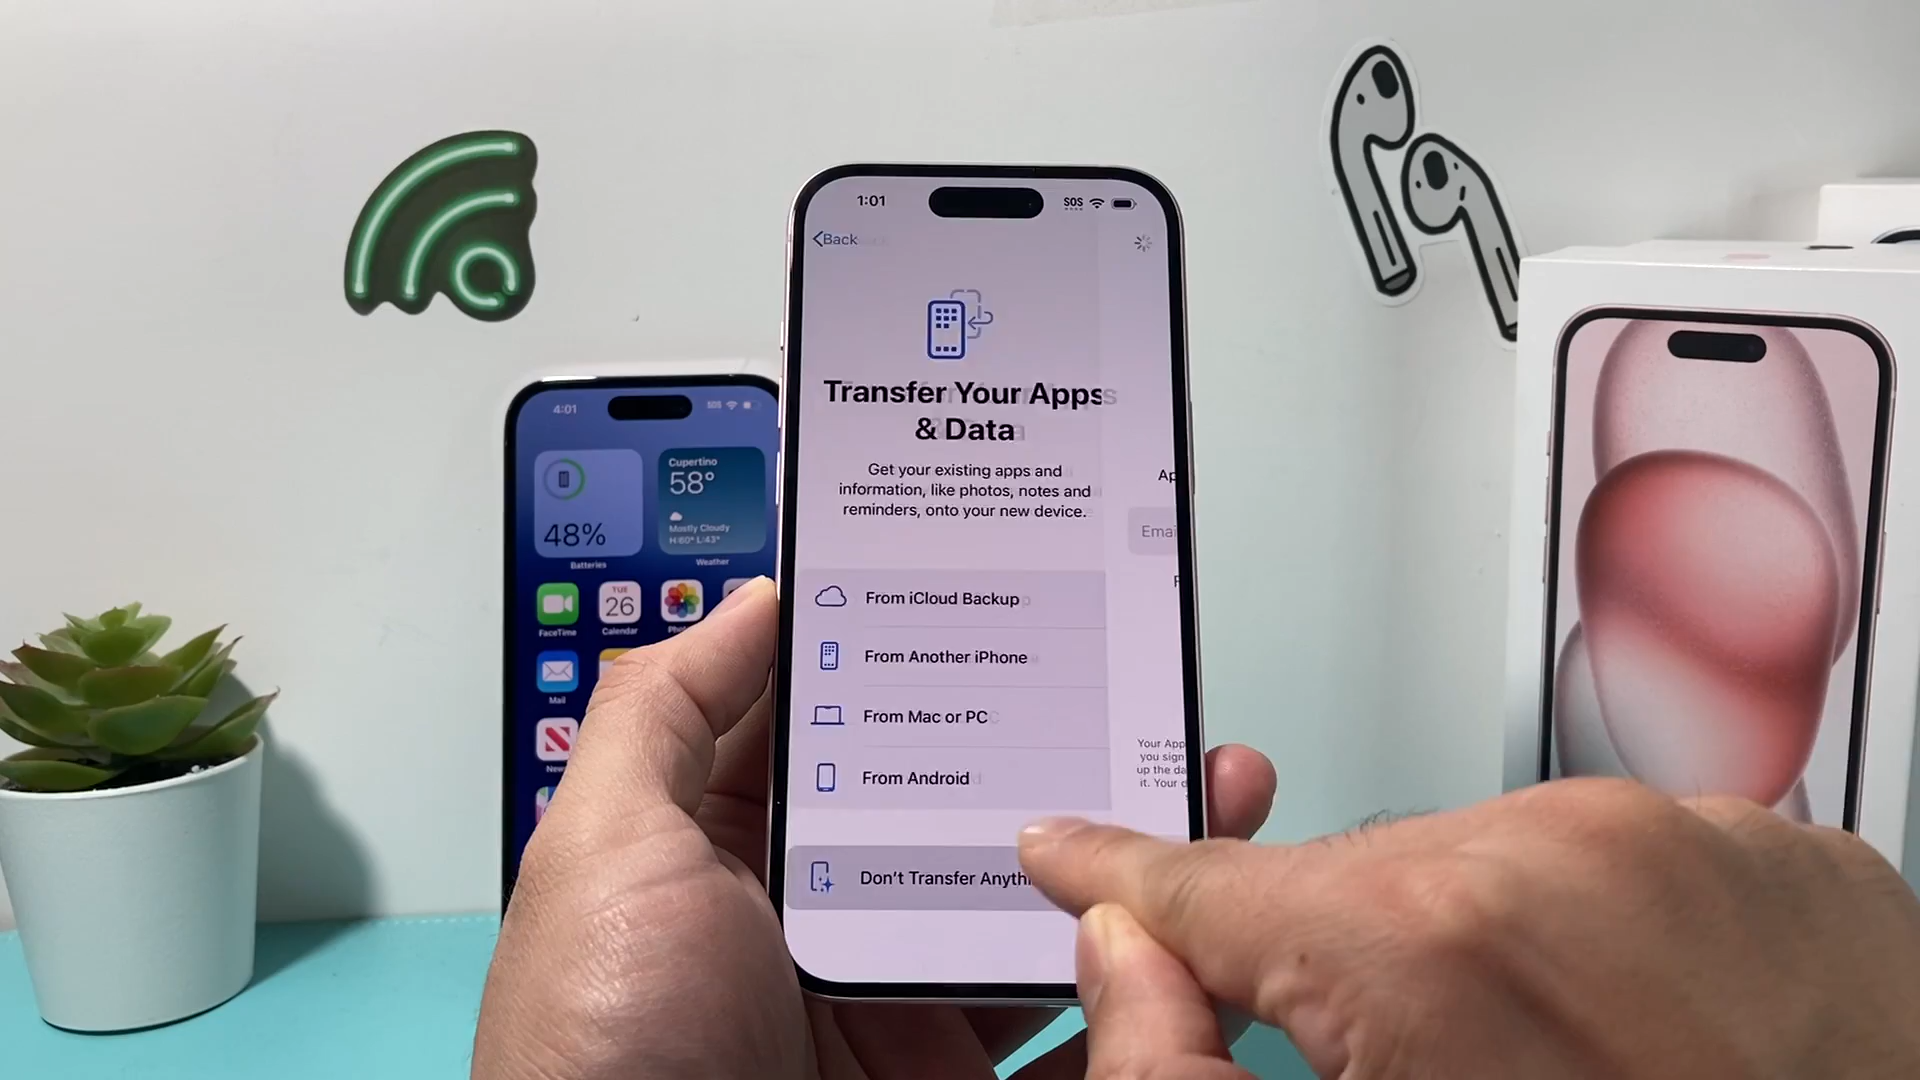 1:01
SOS
Back
Transfer Your Apps
& Data
Get your existing apps and
information, like photos, notes and
reminders, onto your new device.
From iCloud Backup
From Another iPhone
From Mac or PC
From Android
Don't Transfer Anythi
Ap
Emai
F
Your App
you sign
up the da
it. Your d
4:01
SOS
48%
Batteries
Cupertino
58°
Mostly Cloudy
H:60° L:43°
Weather
FaceTime
TUE
26
Calendar
Mail